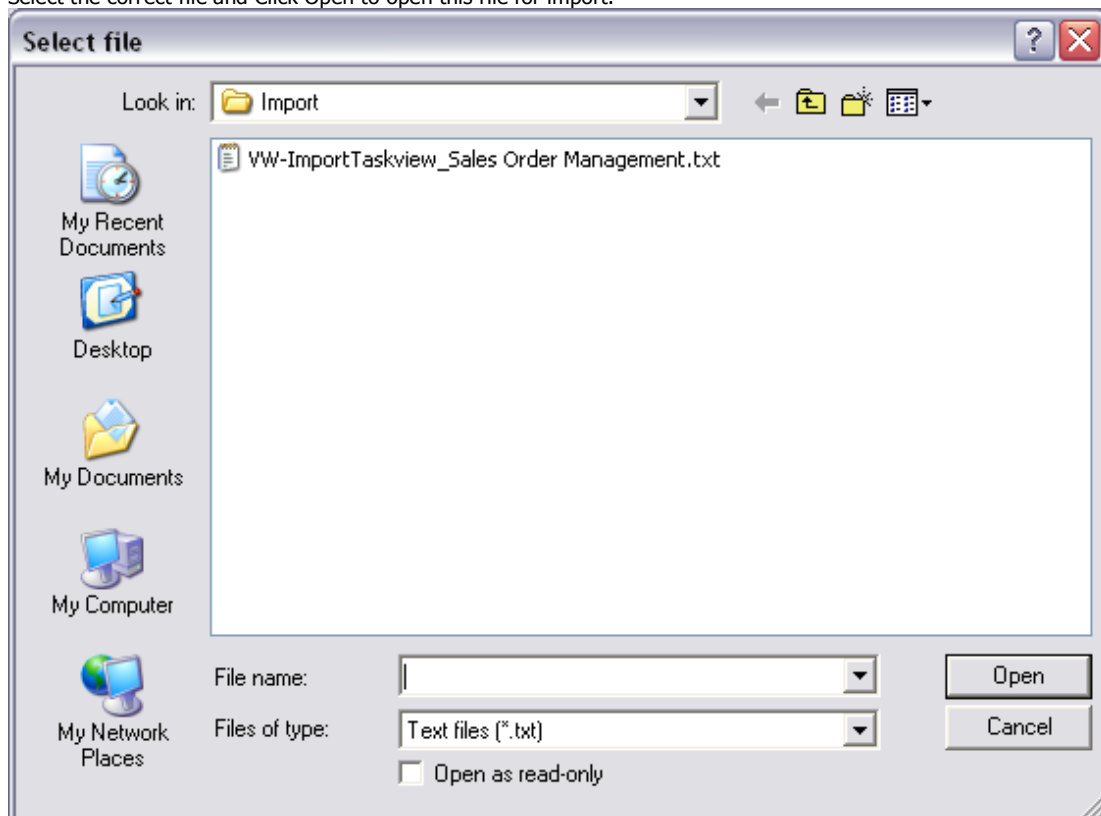 Select the correct file and Click Open to open this file for import.
Select file
Look in:
Import
VW-ImportTaskview_Sales Order Management.txt
My Recent
Documents
Desktop
My Documents
My Computer
My Network
Places
File name:
Open
Files of type:
Text files (*.txt)
Cancel
Open as read-only